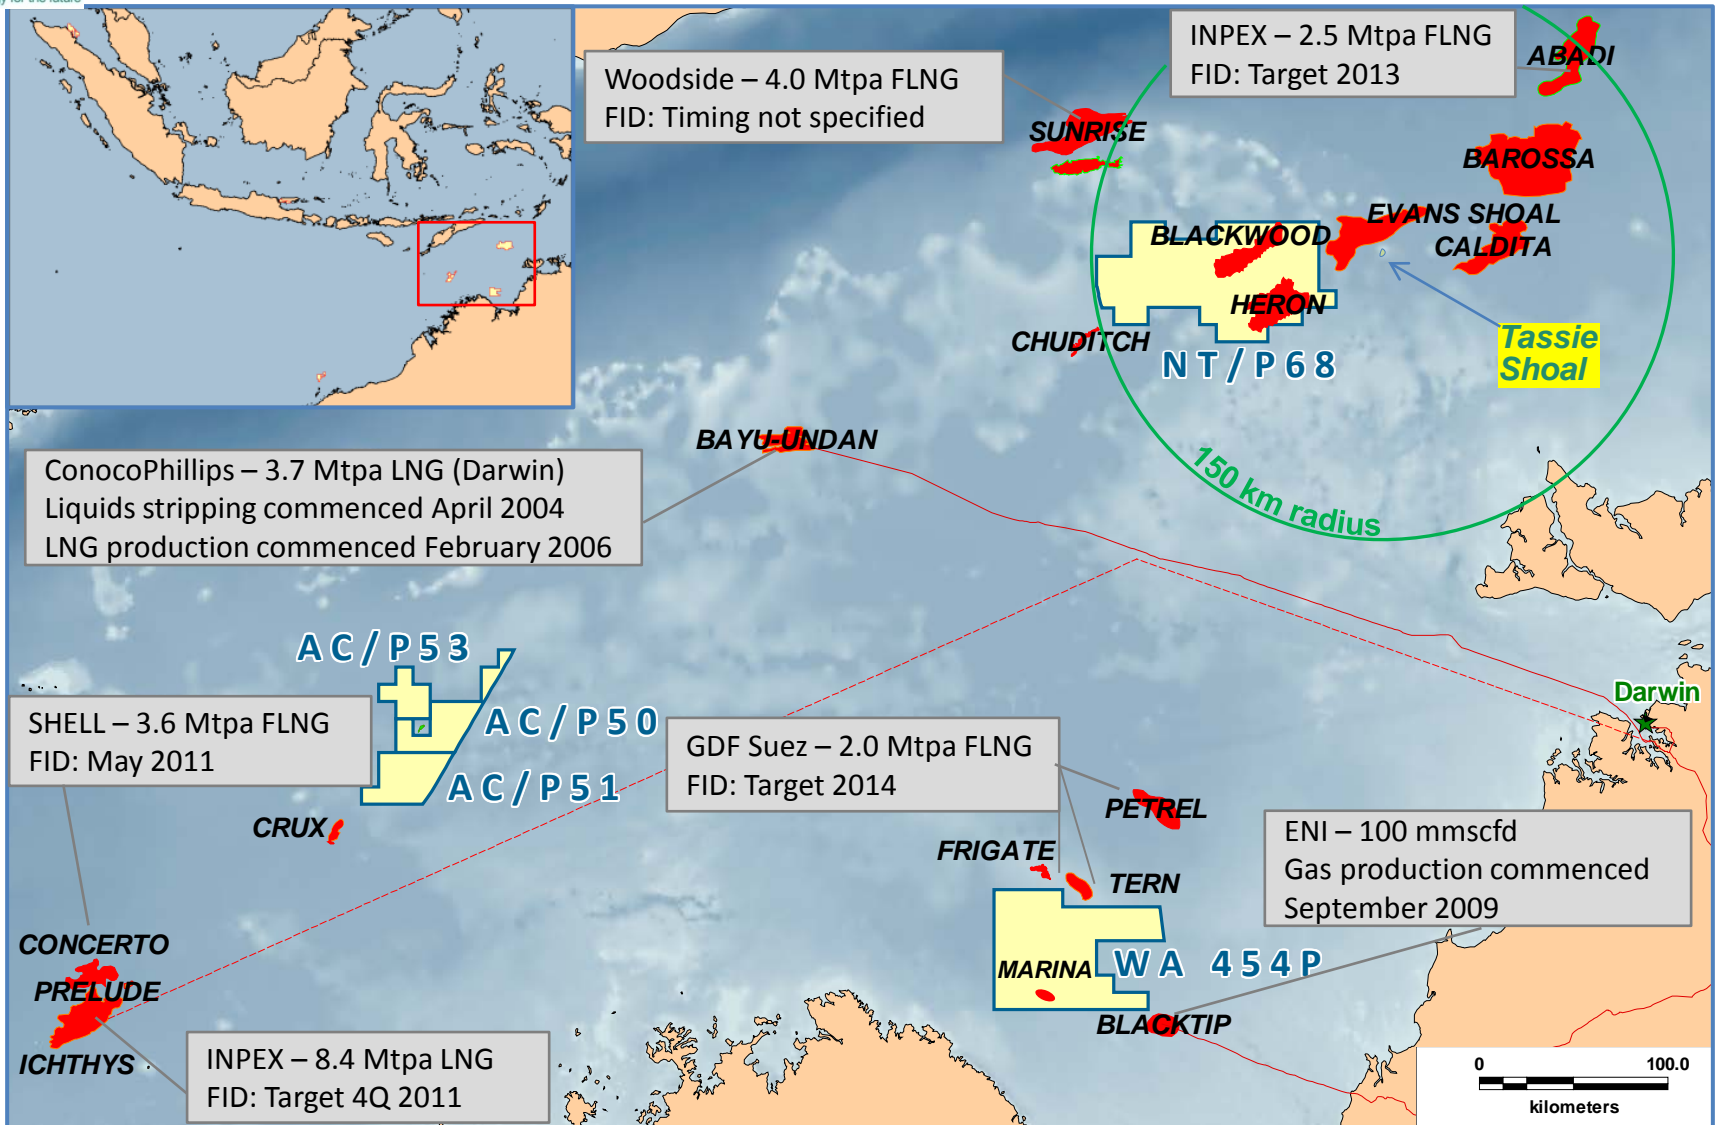 y for the future
INPEX – 2.5 Mtpa FLNG
FID: Target 2013
ABADI
Woodside – 4.0 Mtpa FLNG
FID: Timing not specified
SUNRISE
BAROSSA
EVANS SHOAL
BLACKWOOD
CALDITA
HERON
CHUDITCH
Tassie
Shoal
NT/P68
BAYU-UNDAN
ConocoPhillips – 3.7 Mtpa LNG (Darwin)
Liquids stripping commenced April 2004
LNG production commenced February 2006
150 km radius
AC/P53
Darwin
SHELL – 3.6 Mtpa FLNG
FID: May 2011
AC/P50
GDF Suez – 2.0 Mtpa FLNG
FID: Target 2014
AC/P51
PETREL
CRUX
ENI – 100 mmscfd
Gas production commenced
September 2009
FRIGATE
TERN
CONCERTO
MARINA
WA 454P
PRELUDE
BLACKTIP
ICHTHYS
INPEX – 8.4 Mtpa LNG
FID: Target 4Q 2011
0 100.0
kilometers